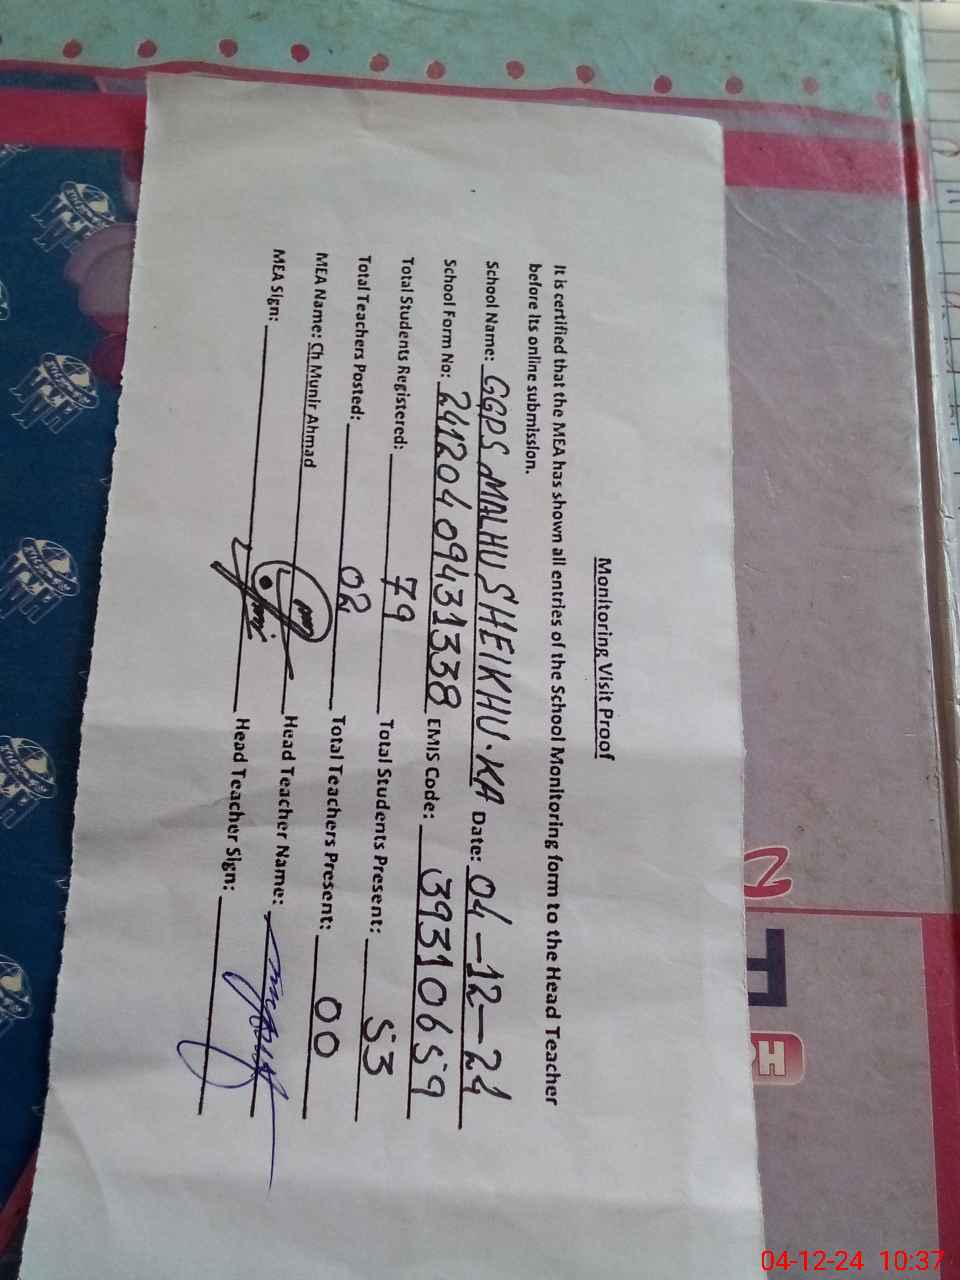 Monitoring Visit Proof
It is certified that the MEA has shown all entries of the School Monitoring form to the Head Teacher
before its online submission.
School Name: GGPS MALHU SHEIKHU.KA Date: 04-12-24
School Form No: 2412040943 1338 EMIS Code: 39310659
Total Students Registered: 79 Total Students Present: 53
Total Teachers Posted: 02 Total Teachers Present: 00
MEA Name: Ch Munir Ahmad Head Teacher Name:
MEA Sign: Head Teacher Sign:
04-12-24 10:37